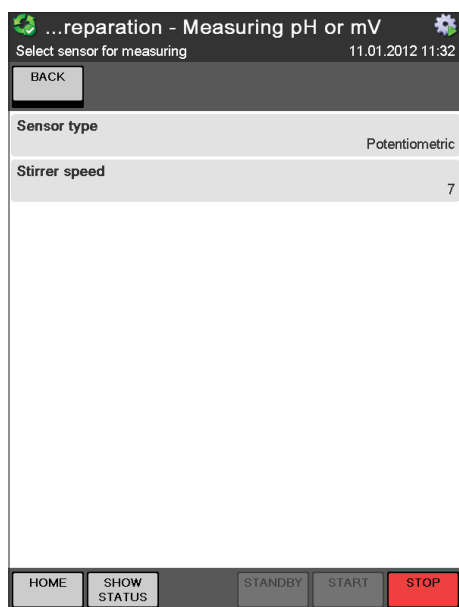 ...reparation - Measuring pH or mV
Select sensor for measuring 11.01.2012 11:32
BACK
Sensor type
Potentiometric
Stirrer speed
7
HOME SHOW STATUS STANDBY START STOP